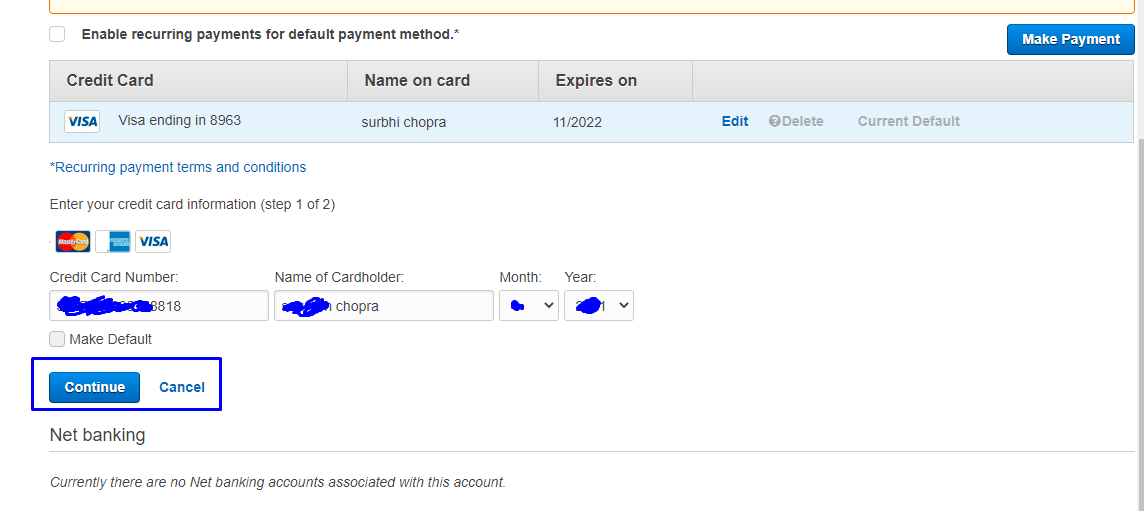 Enable recurring payments for default payment method.*
Make Payment
Credit Card Name on card Expires on
VISA Visa ending in 8963 surbhi chopra 11/2022 Edit Delete Current Default
*Recurring payment terms and conditions
Enter your credit card information (step 1 of 2)
MasterCard VISA
Credit Card Number: Name of Cardholder: Month: Year:
8818 chopra 1
Make Default
Continue Cancel
Net banking
Currently there are no Net banking accounts associated with this account.